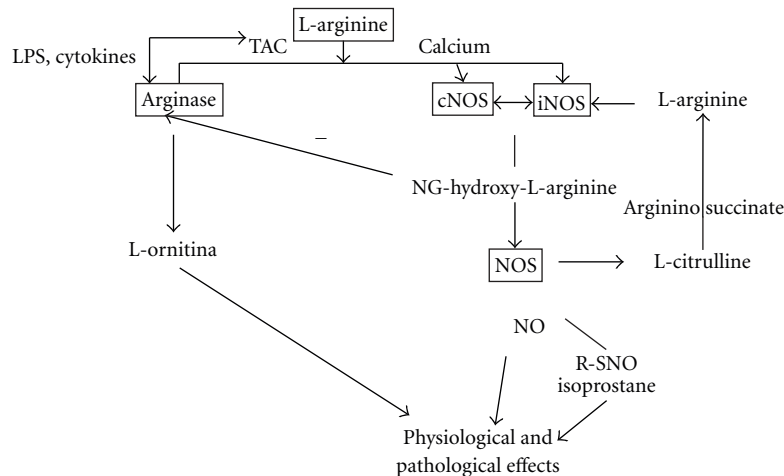 L-arginine
LPS, cytokines
TAC
Calcium
Arginase
cNOS
iNOS
L-arginine
–
NG-hydroxy-L-arginine
Arginino succinate
L-ornitina
NOS
L-citrulline
NO
R-SNO
isoprostane
Physiological and
pathological effects